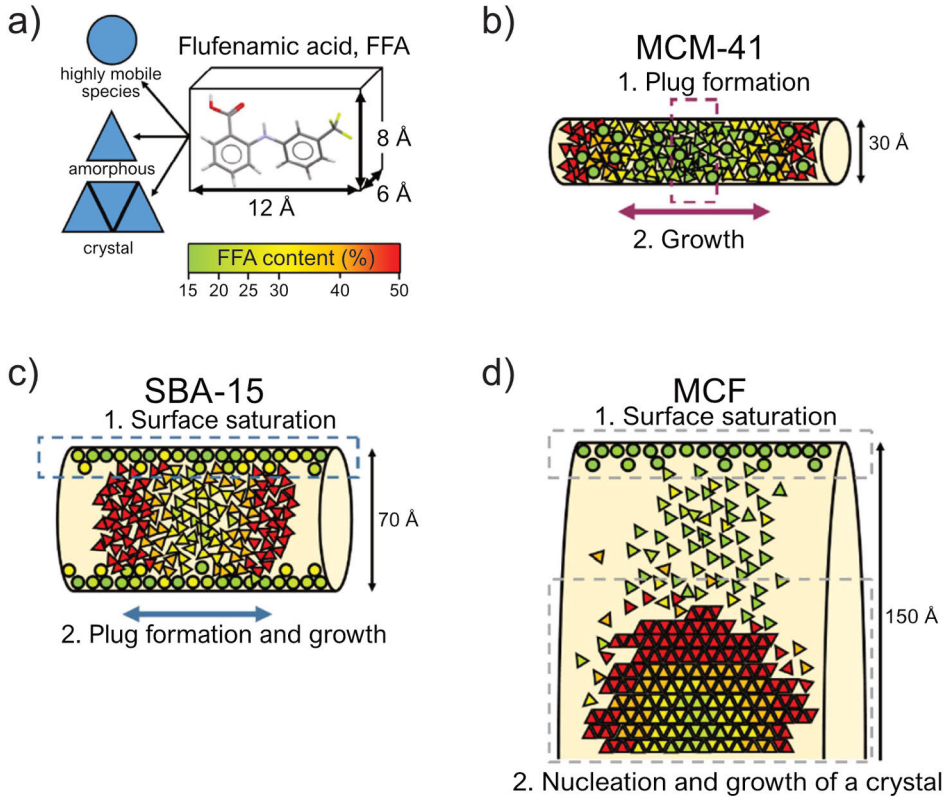 a)
Flufenamic acid, FFA
highly mobile
species
amorphous
crystal
8 Å
6 Å
12 Å
FFA content (%)
15 20 25 30 40 50
b)
MCM-41
1. Plug formation
30 Å
2. Growth
c)
SBA-15
1. Surface saturation
70 Å
2. Plug formation and growth
d)
MCF
1. Surface saturation
150 Å
2. Nucleation and growth of a crystal